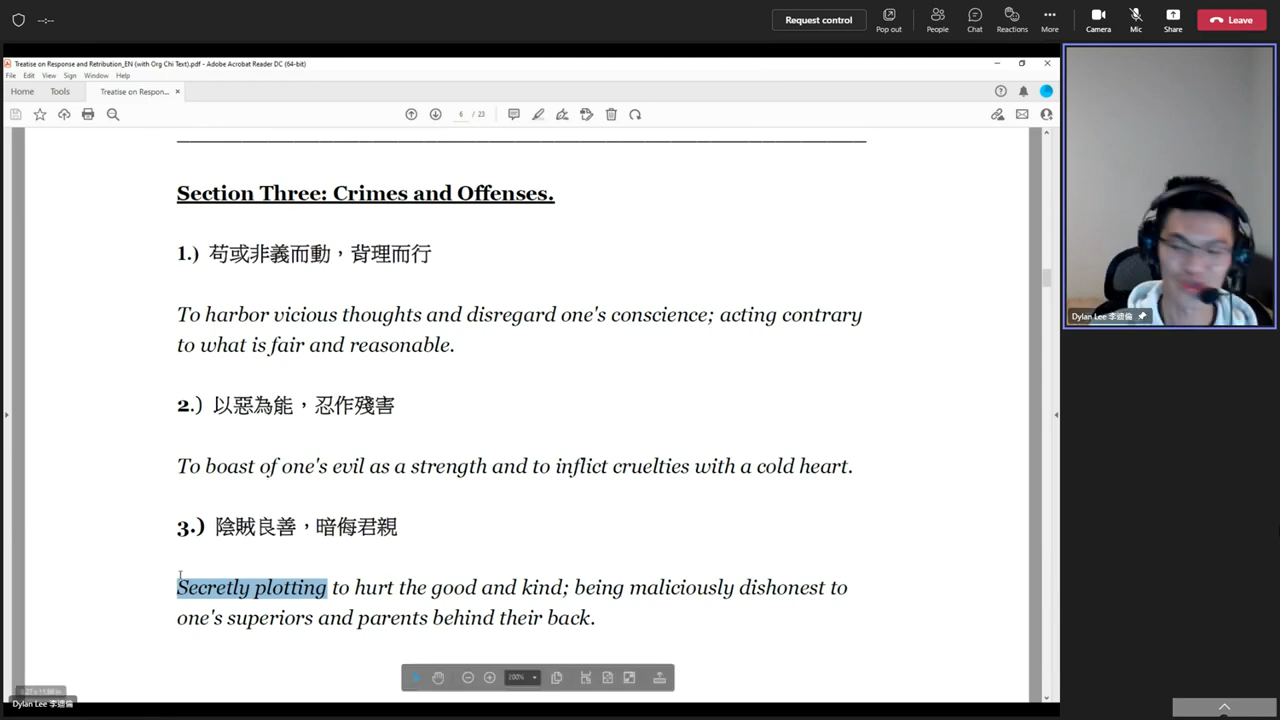 --:--
Request control
Pop out
People
Chat
Reactions
More
Camera
Mic
Share
Leave
Treatise on Response and Retribution_EN (with Org Chi Text).pdf - Adobe Acrobat Reader DC (64-bit)
File Edit View Sign Window Help
Home Tools Treatise on Respon... ×
6 / 23
Section Three: Crimes and Offenses.
1.) 苟或非義而動，背理而行
To harbor vicious thoughts and disregard one's conscience; acting contrary
to what is fair and reasonable.
2.) 以惡為能，忍作殘害
To boast of one's evil as a strength and to inflict cruelties with a cold heart.
3.) 陰賊良善，暗侮君親
Secretly plotting to hurt the good and kind; being maliciously dishonest to
one's superiors and parents behind their back.
200%
Dylan Lee 李迦倫
Dylan Lee 李迦倫